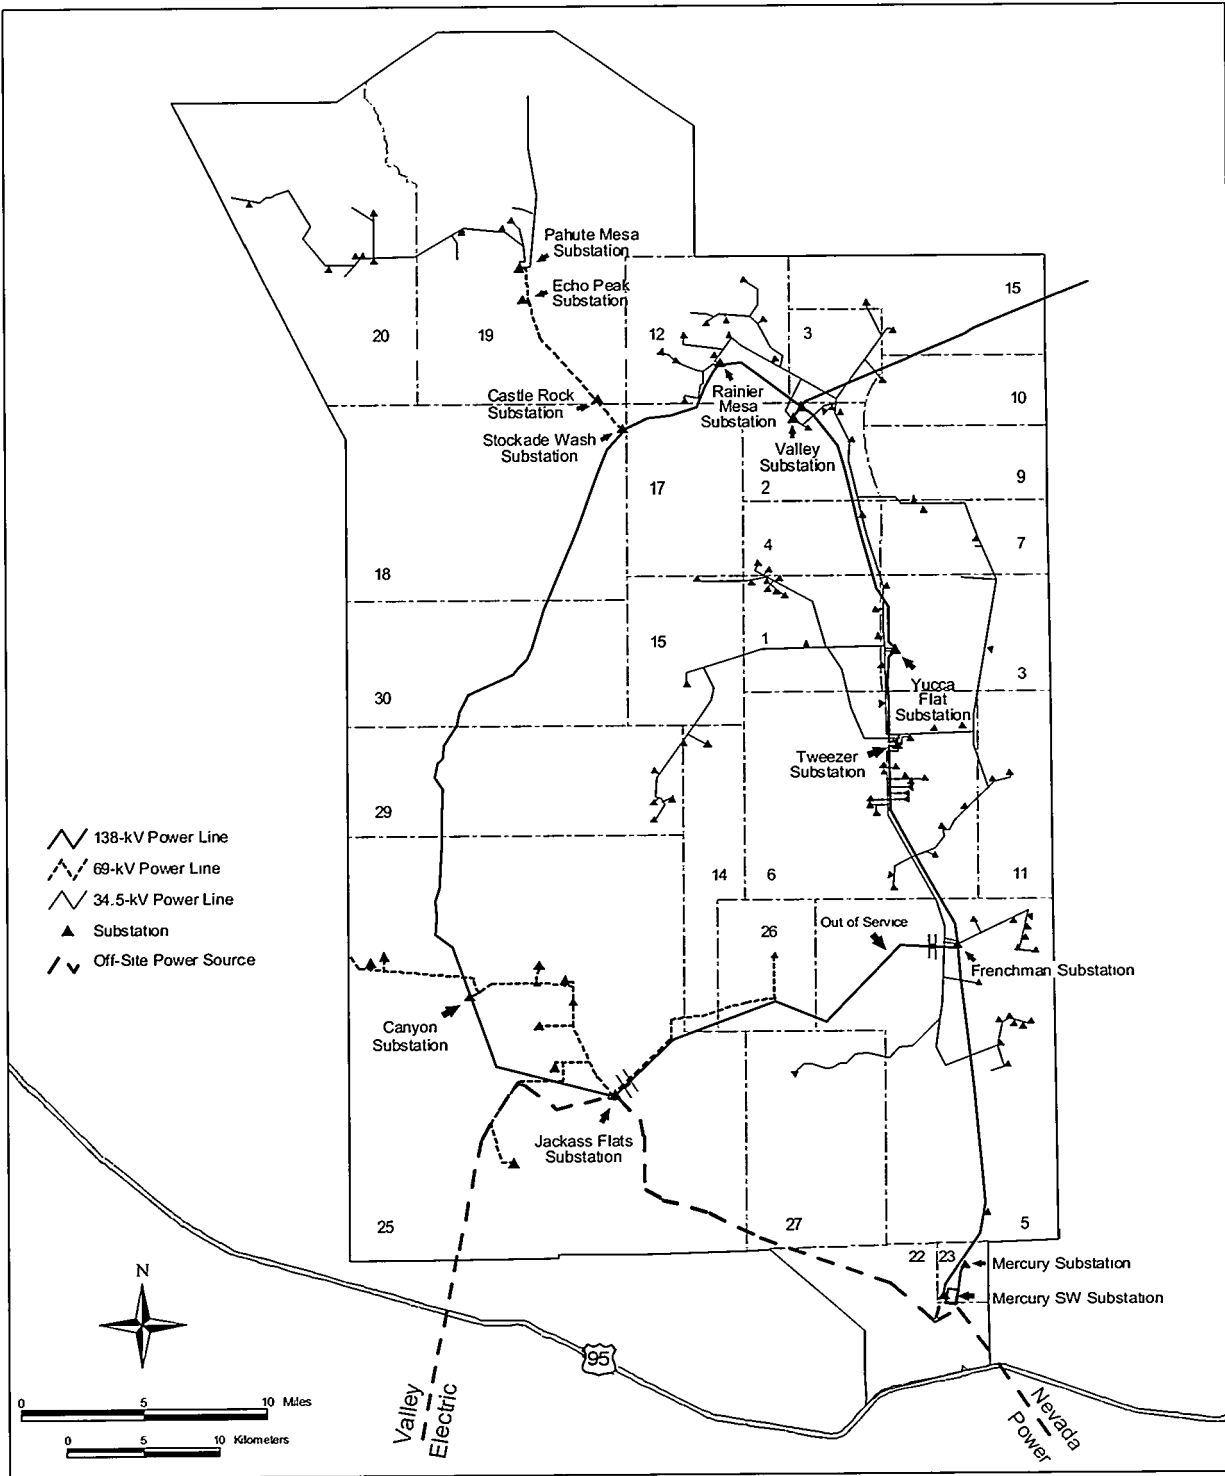 Pahute Mesa
Substation
Echo Peak
Substation
15
20
19
12
3
Castle Rock
Substation
Rainier
Mesa
Substation
10
Stockade Wash
Substation
Valley
Substation
17
2
9
4
7
18
15
1
3
30
Yucca
Flat
Substation
Tweezer
Substation
29
138-kV Power Line
69-kV Power Line
34.5-kV Power Line
Substation
Off-Site Power Source
14
6
11
26
Out of Service
Frenchman Substation
Canyon
Substation
Jackass Flats
Substation
25
27
5
22
23
Mercury Substation
Mercury SW Substation
N
95
0 5 10 Miles
0 5 10 Kilometers
Valley
Electric
Nevada
Power